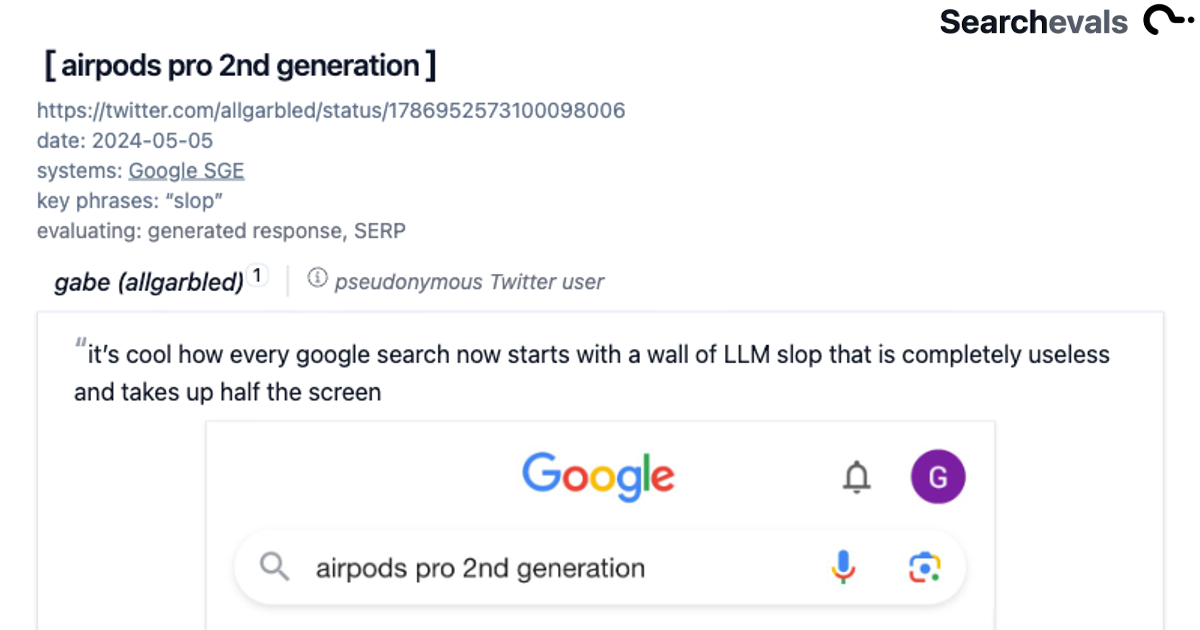 Searchevals
[ airpods pro 2nd generation ]
https://twitter.com/allgarbled/status/1786952573100098006
date: 2024-05-05
systems: Google SGE
key phrases: “slop”
evaluating: generated response, SERP
gabe (allgarbled) 1 pseudonymous Twitter user
“it’s cool how every google search now starts with a wall of LLM slop that is completely useless
and takes up half the screen
Google G
airpods pro 2nd generation